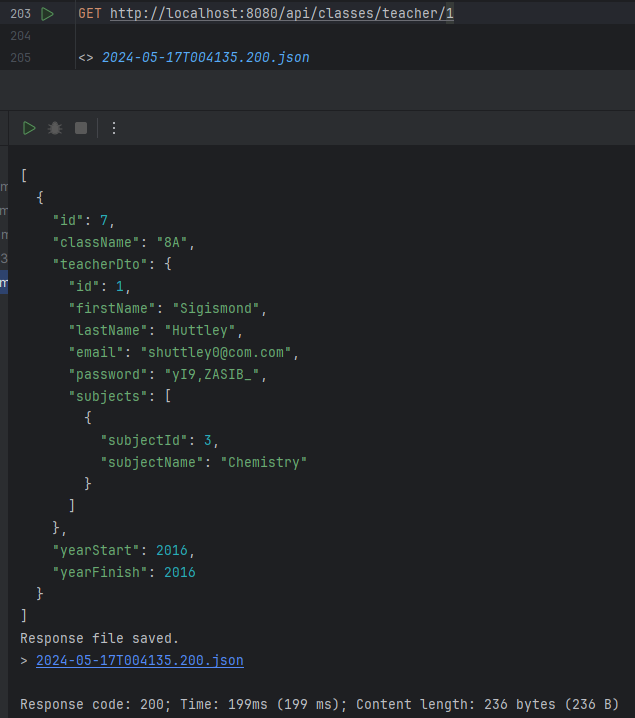 203 GET http://localhost:8080/api/classes/teacher/1
204
205 <> 2024-05-17T004135.200.json
[
{
"id": 7,
"className": "8A",
"teacherDto": {
"id": 1,
"firstName": "Sigismond",
"lastName": "Huttley",
"email": "shuttley0@com.com",
"password": "yI9,ZASIB_",
"subjects": [
{
"subjectId": 3,
"subjectName": "Chemistry"
}
]
},
"yearStart": 2016,
"yearFinish": 2016
}
]
Response file saved.
> 2024-05-17T004135.200.json
Response code: 200; Time: 199ms (199 ms); Content length: 236 bytes (236 B)